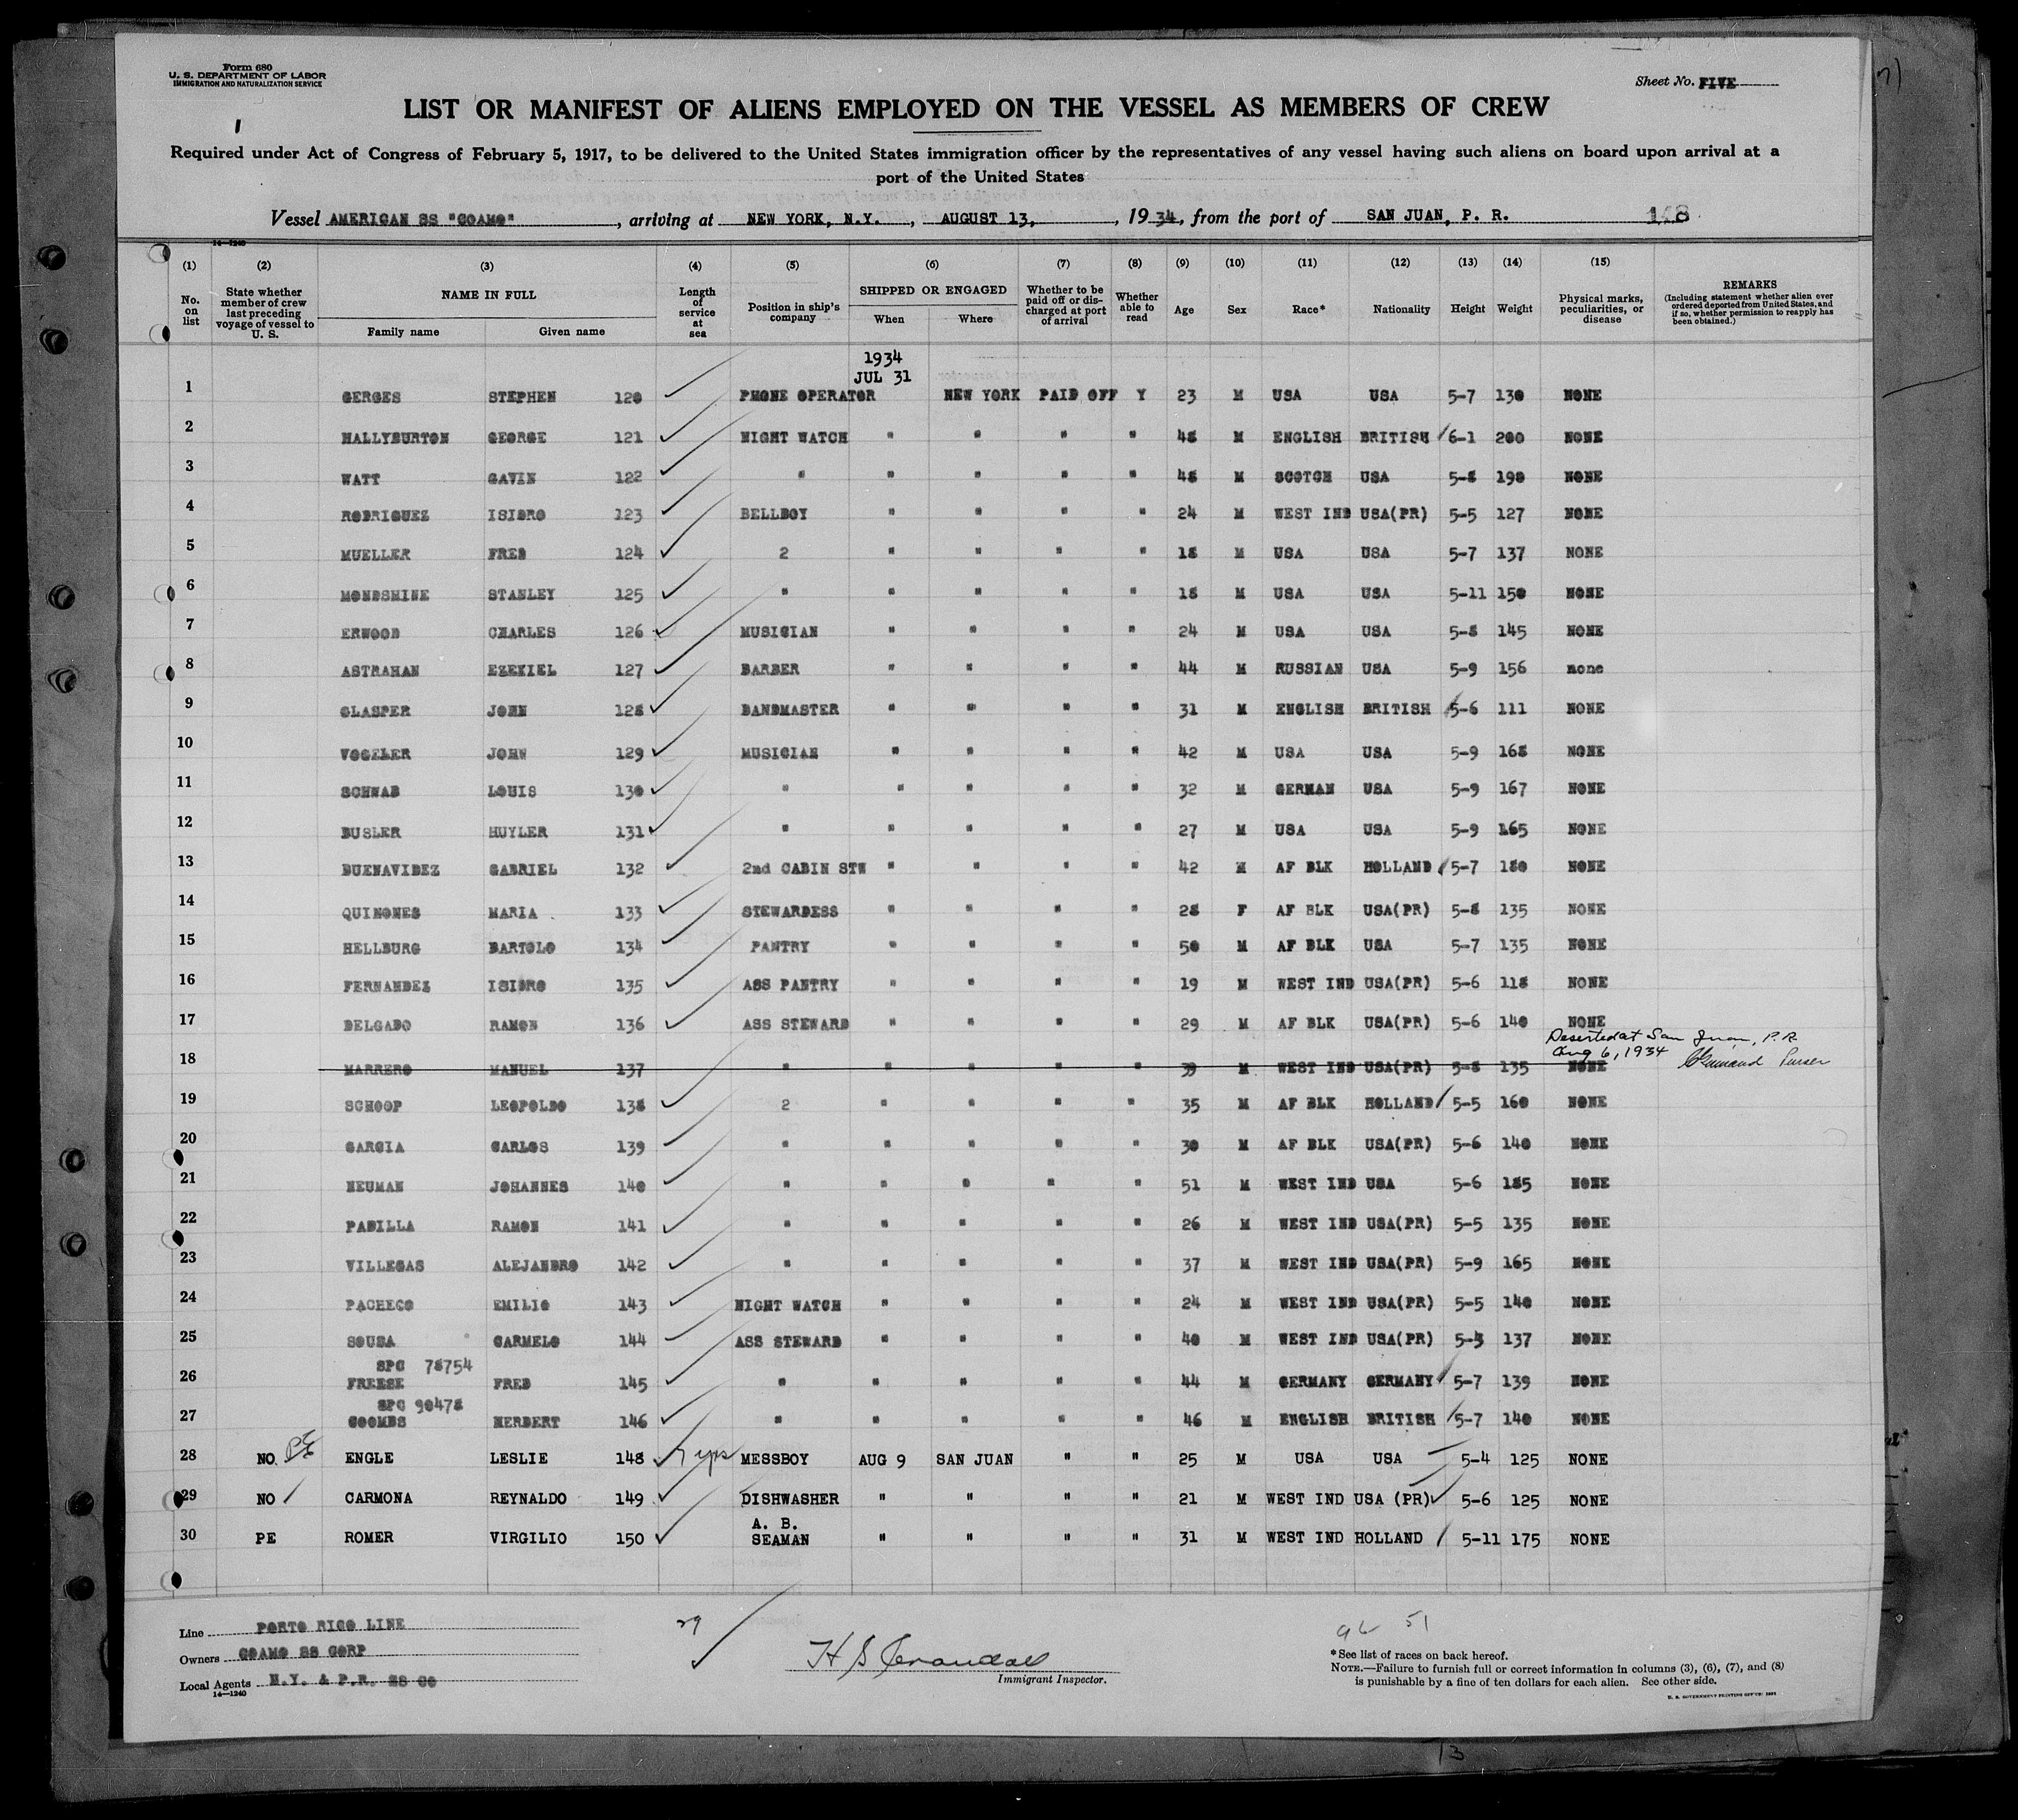 Form 680
U. S. DEPARTMENT OF LABOR
IMMIGRATION AND NATURALIZATION SERVICE
Sheet No. FIVE
LIST OR MANIFEST OF ALIENS EMPLOYED ON THE VESSEL AS MEMBERS OF CREW
Required under Act of Congress of February 5, 1917, to be delivered to the United States immigration officer by the representatives of any vessel having such aliens on board upon arrival at a
port of the United States
Vessel AMERICAN SS "COAMO", arriving at NEW YORK, N.Y., AUGUST 13, 1934, from the port of SAN JUAN, P. R.
14—1240
(1) (2) (3) (4) (5) (6) (7) (8) (9) (10) (11) (12) (13) (14) (15)
No. on list
State whether member of crew last preceding voyage of vessel to U. S.
NAME IN FULL
Family name Given name
Length of service at sea
Position in ship's company
SHIPPED OR ENGAGED
When Where
Whether to be paid off or discharged at port of arrival
Whether able to read
Age Sex Race* Nationality Height Weight
Physical marks, peculiarities, or disease
REMARKS
(Including statement whether alien ever ordered deported from United States, and if so, whether permission to reapply has been obtained.)
1934
JUL 31
1 GERGES STEPHEN 120 PHONE OPERATOR NEW YORK PAID OFF Y 23 M USA USA 5-7 130 NONE
2 HALLYBURTON GEORGE 121 NIGHT WATCH " " " " 48 M ENGLISH BRITISH 6-1 200 NONE
3 WATT GAVIN 122 " " " " " 48 M SCOTCH USA 5-8 190 NONE
4 RODRIGUEZ ISIDRO 123 BELLBOY " " " " 24 M WEST IND USA(PR) 5-5 127 NONE
5 MUELLER FRED 124 2 " " " " 18 M USA USA 5-7 137 NONE
6 MONDSHINE STANLEY 125 " " " " " 18 M USA USA 5-11 150 NONE
7 ERWOOD CHARLES 126 MUSICIAN " " " " 24 M USA USA 5-8 145 NONE
8 ASTRAHAN EZEKIEL 127 BARBER " " " " 44 M RUSSIAN USA 5-9 156 none
9 GLASPER JOHN 128 BANDMASTER " " " " 31 M ENGLISH BRITISH 5-6 111 NONE
10 VOGELER JOHN 129 MUSICIAN " " " " 42 M USA USA 5-9 168 NONE
11 SCHWAB LOUIS 130 " " " " " 32 M GERMAN USA 5-9 167 NONE
12 BUSLER HUYLER 131 " " " " " 27 M USA USA 5-9 165 NONE
13 BUENAVIDEZ GABRIEL 132 2nd CABIN STW " " " " 42 M AF BLK HOLLAND 5-7 180 NONE
14 QUINONES MARIA 133 STEWARDESS " " " " 28 F AF BLK USA(PR) 5-8 135 NONE
15 HELLBURG BARTOLO 134 PANTRY " " " " 50 M AF BLK USA 5-7 135 NONE
16 FERNANDEZ ISIDRO 135 ASS PANTRY " " " " 19 M WEST IND USA(PR) 5-6 118 NONE
17 DELGADO RAMON 136 ASS STEWARD " " " " 29 M AF BLK USA(PR) 5-6 140 NONE
Deserted at San Juan, P.R.
Aug 6, 1934 Purser
18 MARRERO MANUEL 137 " " " " " 39 M WEST IND USA(PR) 5-8 135 NONE
19 SCHOOP LEOPOLDO 138 2 " " " " 35 M AF BLK HOLLAND 5-5 160 NONE
20 GARCIA CARLOS 139 " " " " " 30 M AF BLK USA(PR) 5-6 140 NONE
21 NEUMAN JOHANNES 140 " " " " " 51 M WEST IND USA 5-6 185 NONE
22 PADILLA RAMON 141 " " " " " 26 M WEST IND USA(PR) 5-5 135 NONE
23 VILLEGAS ALEJANDRO 142 " " " " " 37 M WEST IND USA(PR) 5-9 165 NONE
24 PACHECO EMILIO 143 NIGHT WATCH " " " " 24 M WEST IND USA(PR) 5-5 140 NONE
25 SOUSA CARMELO 144 ASS STEWARD " " " " 40 M WEST IND USA(PR) 137 NONE
SPC 78754
26 FREESE FRED 145 " " " " " 44 M GERMANY GERMANY 5-7 139 NONE
SPC 90478
27 COOMBS HERBERT 146 " " " " " 46 M ENGLISH BRITISH 5-7 140 NONE
28 NO. PE ENGLE LESLIE 148 MESSBOY AUG 9 SAN JUAN " " 25 M USA USA 5-4 125 NONE
29 NO CARMONA REYNALDO 149 DISHWASHER " " " " 21 M WEST IND USA (PR) 5-6 125 NONE
30 PE ROMER VIRGILIO 150 A. B. SEAMAN " " " " 31 M WEST IND HOLLAND 5-11 175 NONE
Line PORTO RICO LINE
Owners COAMO SS CORP
Local Agents N.Y. & P.R. SS CO
14—1240
29
H S Crandall
Immigrant Inspector.
51
*See list of races on back hereof.
NOTE.—Failure to furnish full or correct information in columns (3), (6), (7), and (8)
is punishable by a fine of ten dollars for each alien. See other side.
13